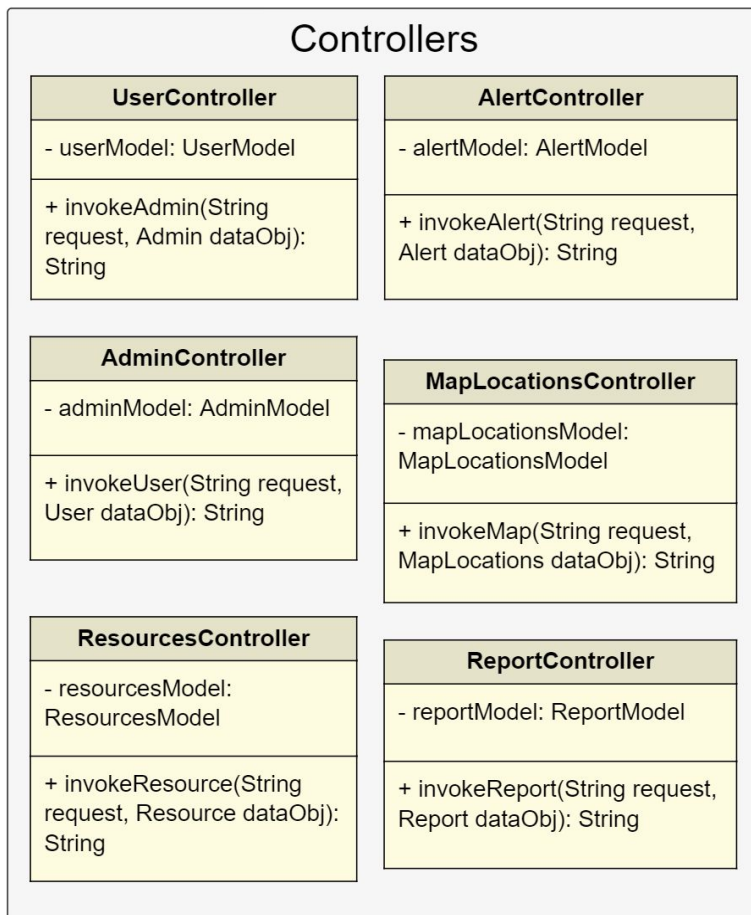 Controllers
UserController
- userModel: UserModel
+ invokeAdmin(String
request, Admin dataObj):
String
AlertController
- alertModel: AlertModel
+ invokeAlert(String request,
Alert dataObj): String
AdminController
- adminModel: AdminModel
+ invokeUser(String request,
User dataObj): String
MapLocationsController
- mapLocationsModel:
MapLocationsModel
+ invokeMap(String request,
MapLocations dataObj): String
ResourcesController
- resourcesModel:
ResourcesModel
+ invokeResource(String
request, Resource dataObj):
String
ReportController
- reportModel: ReportModel
+ invokeReport(String request,
Report dataObj): String